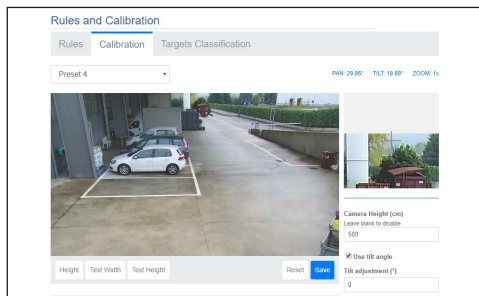 Rules and Calibration
Rules Calibration Targets Classification
Preset 4 PAN: 29.96° TILT: 19.89° ZOOM: 1x
Camera Height (cm)
Leave blank to disable
500
Use tilt angle
Tilt adjustment (°)
0
Height Test Width Test Height Reset Save